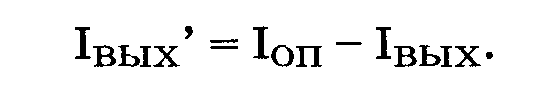 Iвых’ = Iоп – Iвых.